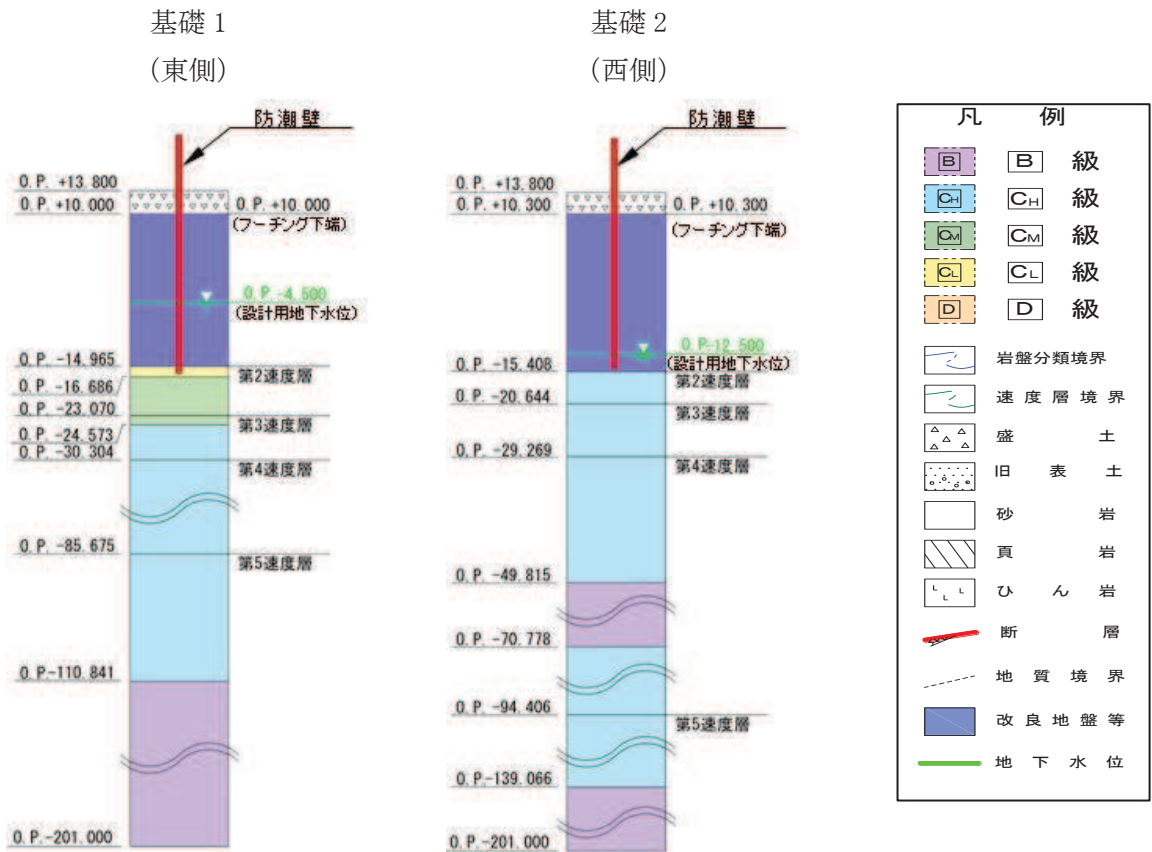 基礎 1
（東側）
防潮壁
O.P. +13.800
O.P. +10.000
O.P. +10.000
(フーチング下端)
O.P.-4.500
(設計用地下水位)
O.P. -14.965
第2速度層
O.P. -16.686
O.P. -23.070
第3速度層
O.P. -24.573
O.P. -30.304
第4速度層
O.P. -85.675
第5速度層
O.P-110.841
O.P.-201.000
基礎 2
（西側）
防潮壁
O.P. +13.800
O.P. +10.300
O.P. +10.300
(フーチング下端)
O.P-12.500
(設計用地下水位)
O.P. -15.408
第2速度層
O.P. -20.644
第3速度層
O.P. -29.269
第4速度層
O.P. -49.815
O.P. -70.778
O.P. -94.406
第5速度層
O.P.-139.066
O.P.-201.000
凡 例
B B 級
CH CH 級
CM CM 級
CL CL 級
D D 級
岩盤分類境界
速度層境界
盛 土
旧 表 土
砂 岩
頁 岩
ひ ん 岩
断 層
地 質 境 界
改 良 地 盤 等
地 下 水 位